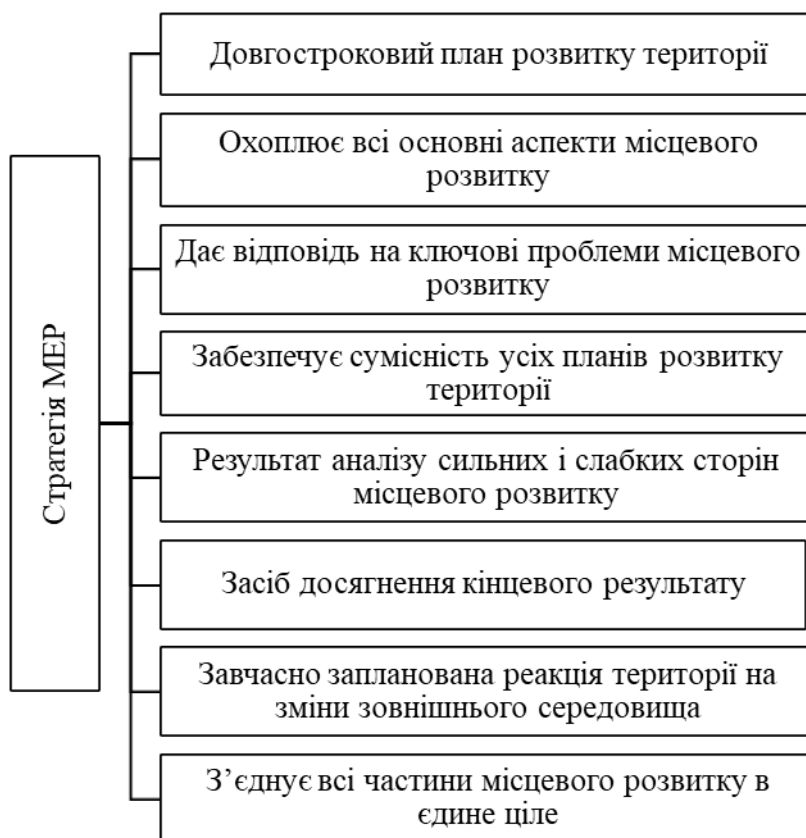 Стратегія МЕР
Довгостроковий план розвитку території
Охоплює всі основні аспекти місцевого
розвитку
Дає відповідь на ключові проблеми місцевого
розвитку
Забезпечує сумісність усіх планів розвитку
території
Результат аналізу сильних і слабких сторін
місцевого розвитку
Засіб досягнення кінцевого результату
Завчасно запланована реакція території на
зміни зовнішнього середовища
З’єднує всі частини місцевого розвитку в
єдине ціле